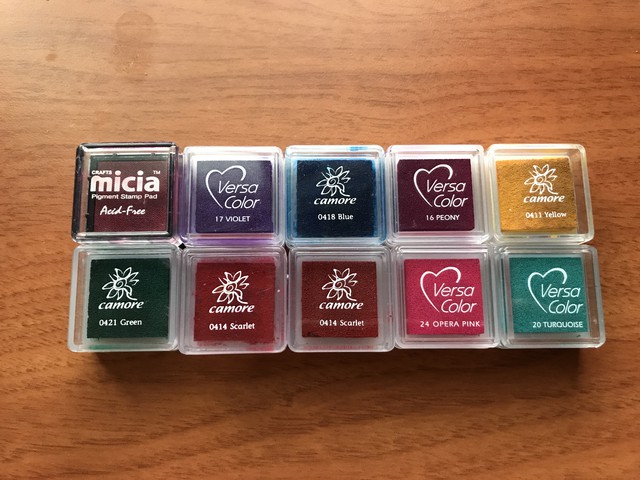 CRAFTS
micia™
Pigment Stamp Pad
Acid-Free
Versa
Color
17 VIOLET
camore
0418 Blue
Versa
Color
16 PEONY
camore
0411 Yellow
camore
0421 Green
camore
0414 Scarlet
camore
0414 Scarlet
Versa
Color
24 OPERA PINK
Versa
Color
20 TURQUOISE